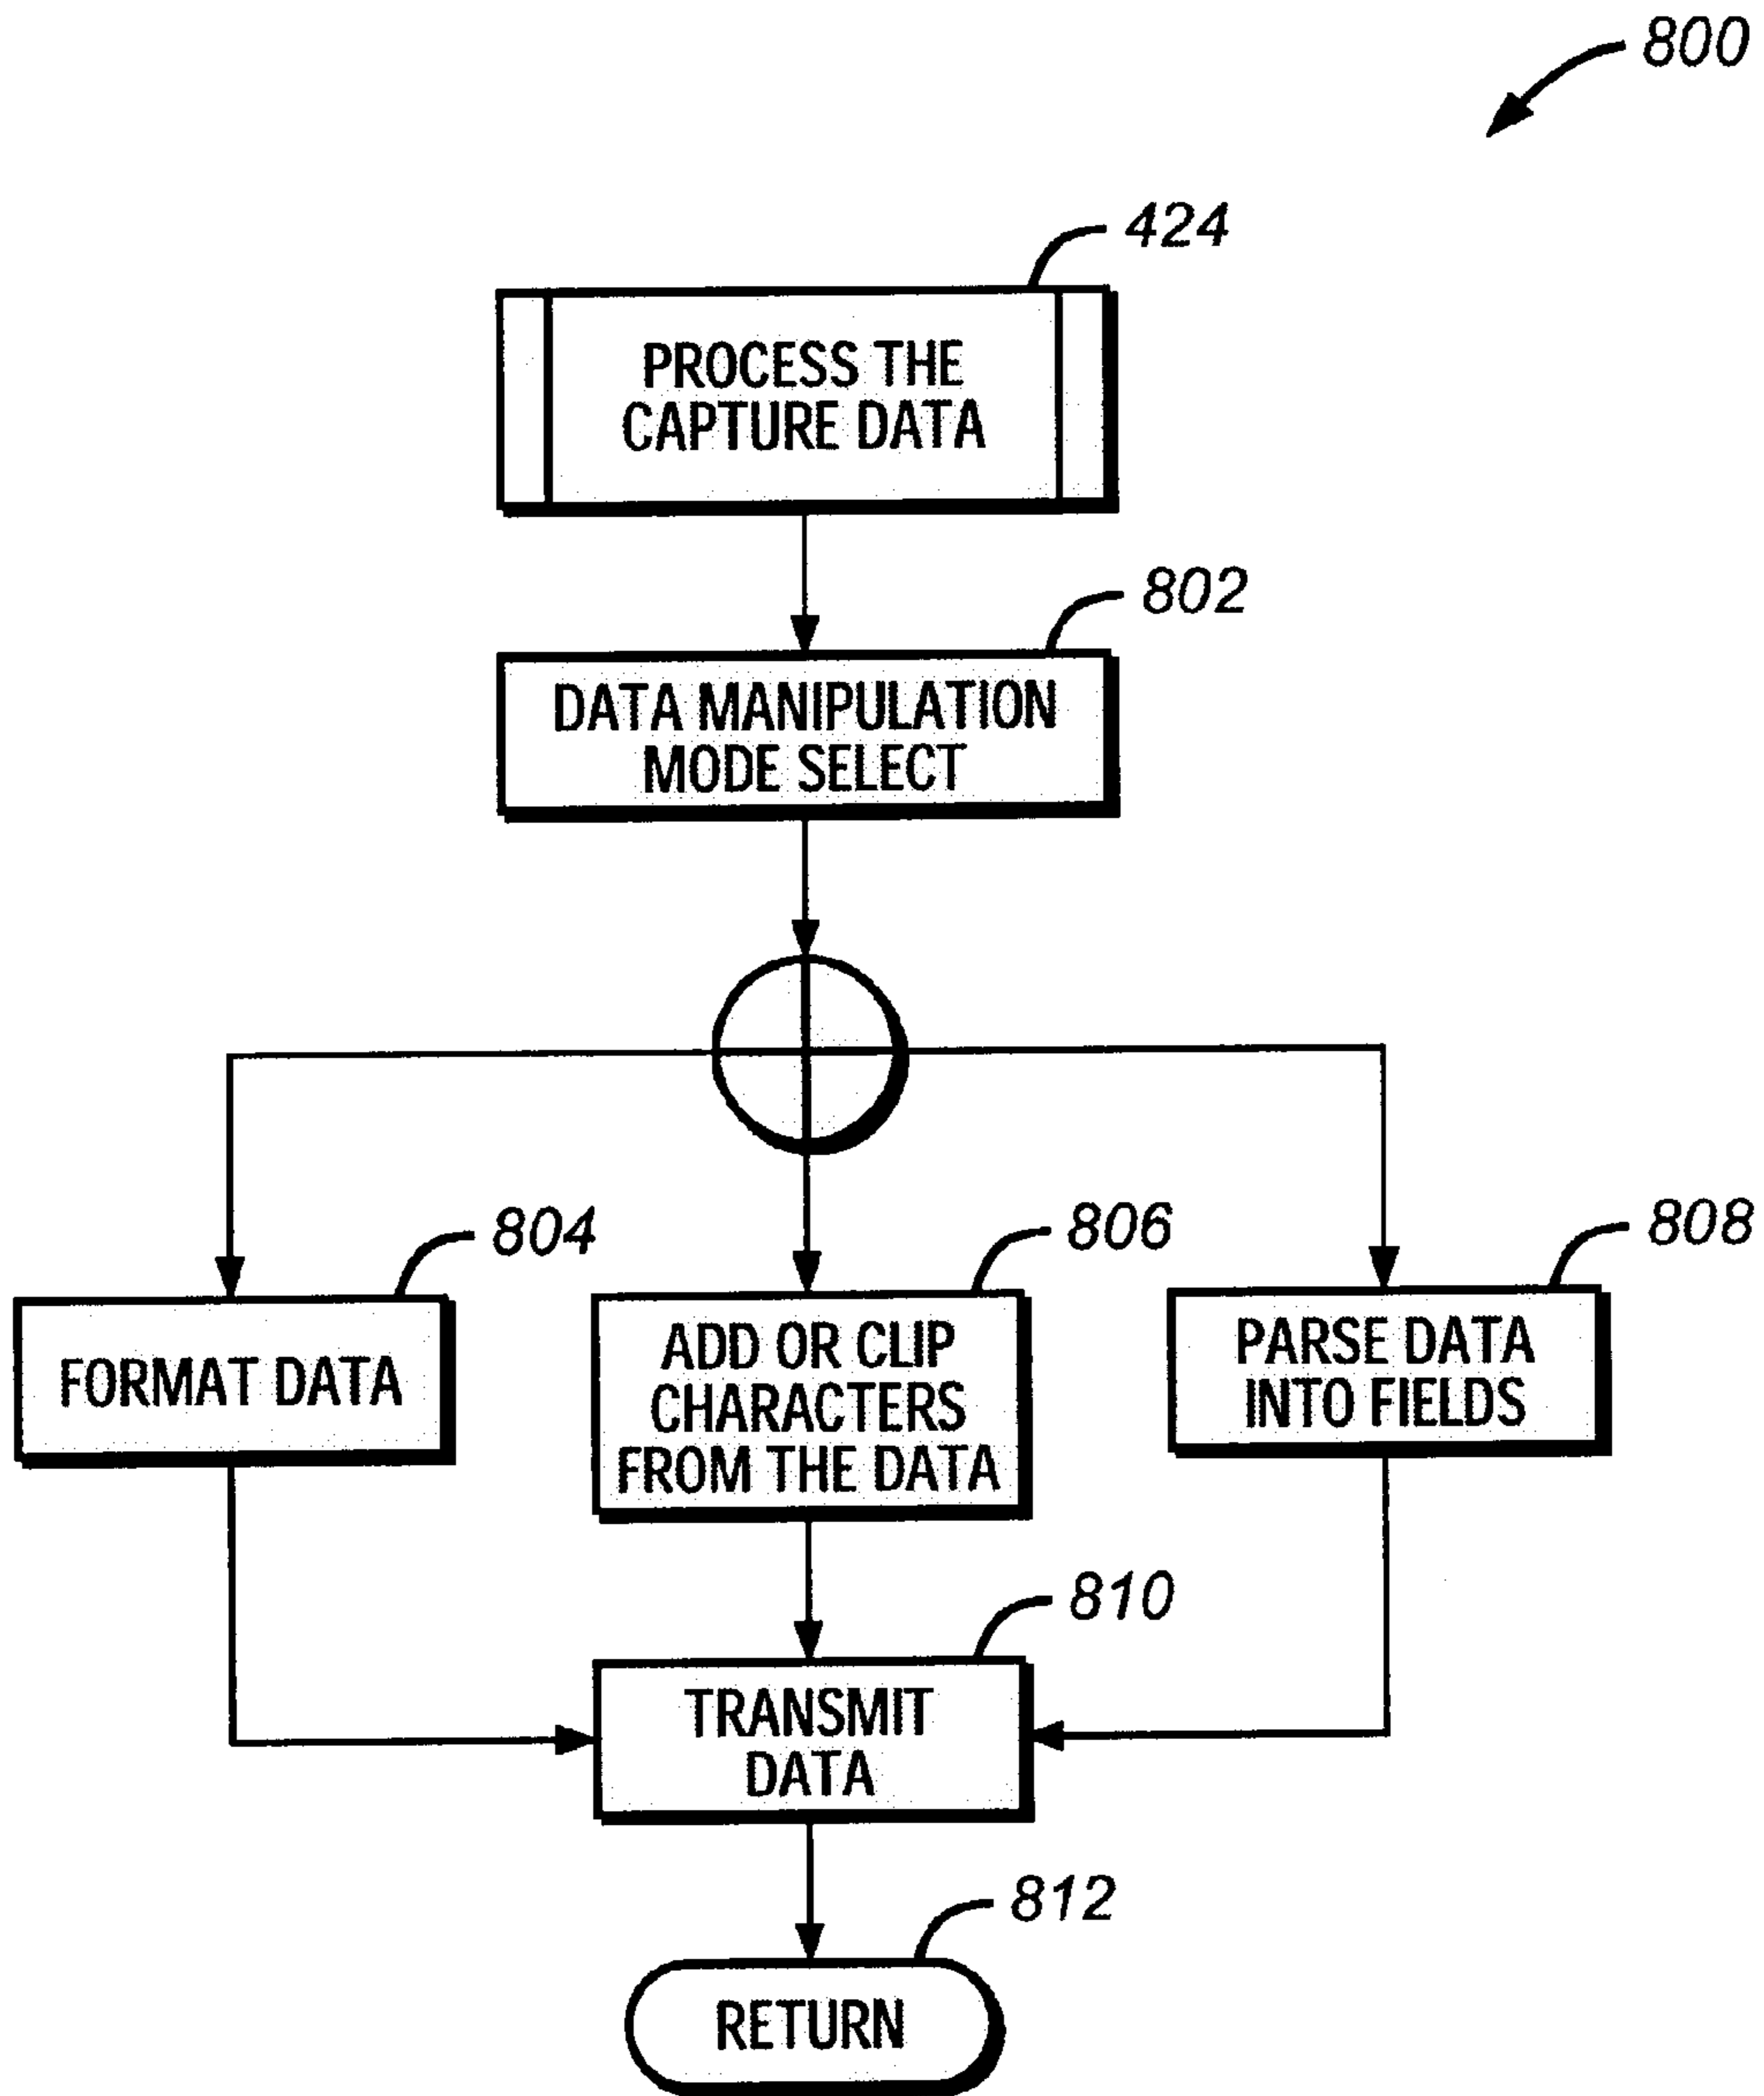 800
424
PROCESS THE
CAPTURE DATA
802
DATA MANIPULATION
MODE SELECT
804
806
808
FORMAT DATA
ADD OR CLIP
CHARACTERS
FROM THE DATA
PARSE DATA
INTO FIELDS
810
TRANSMIT
DATA
812
RETURN